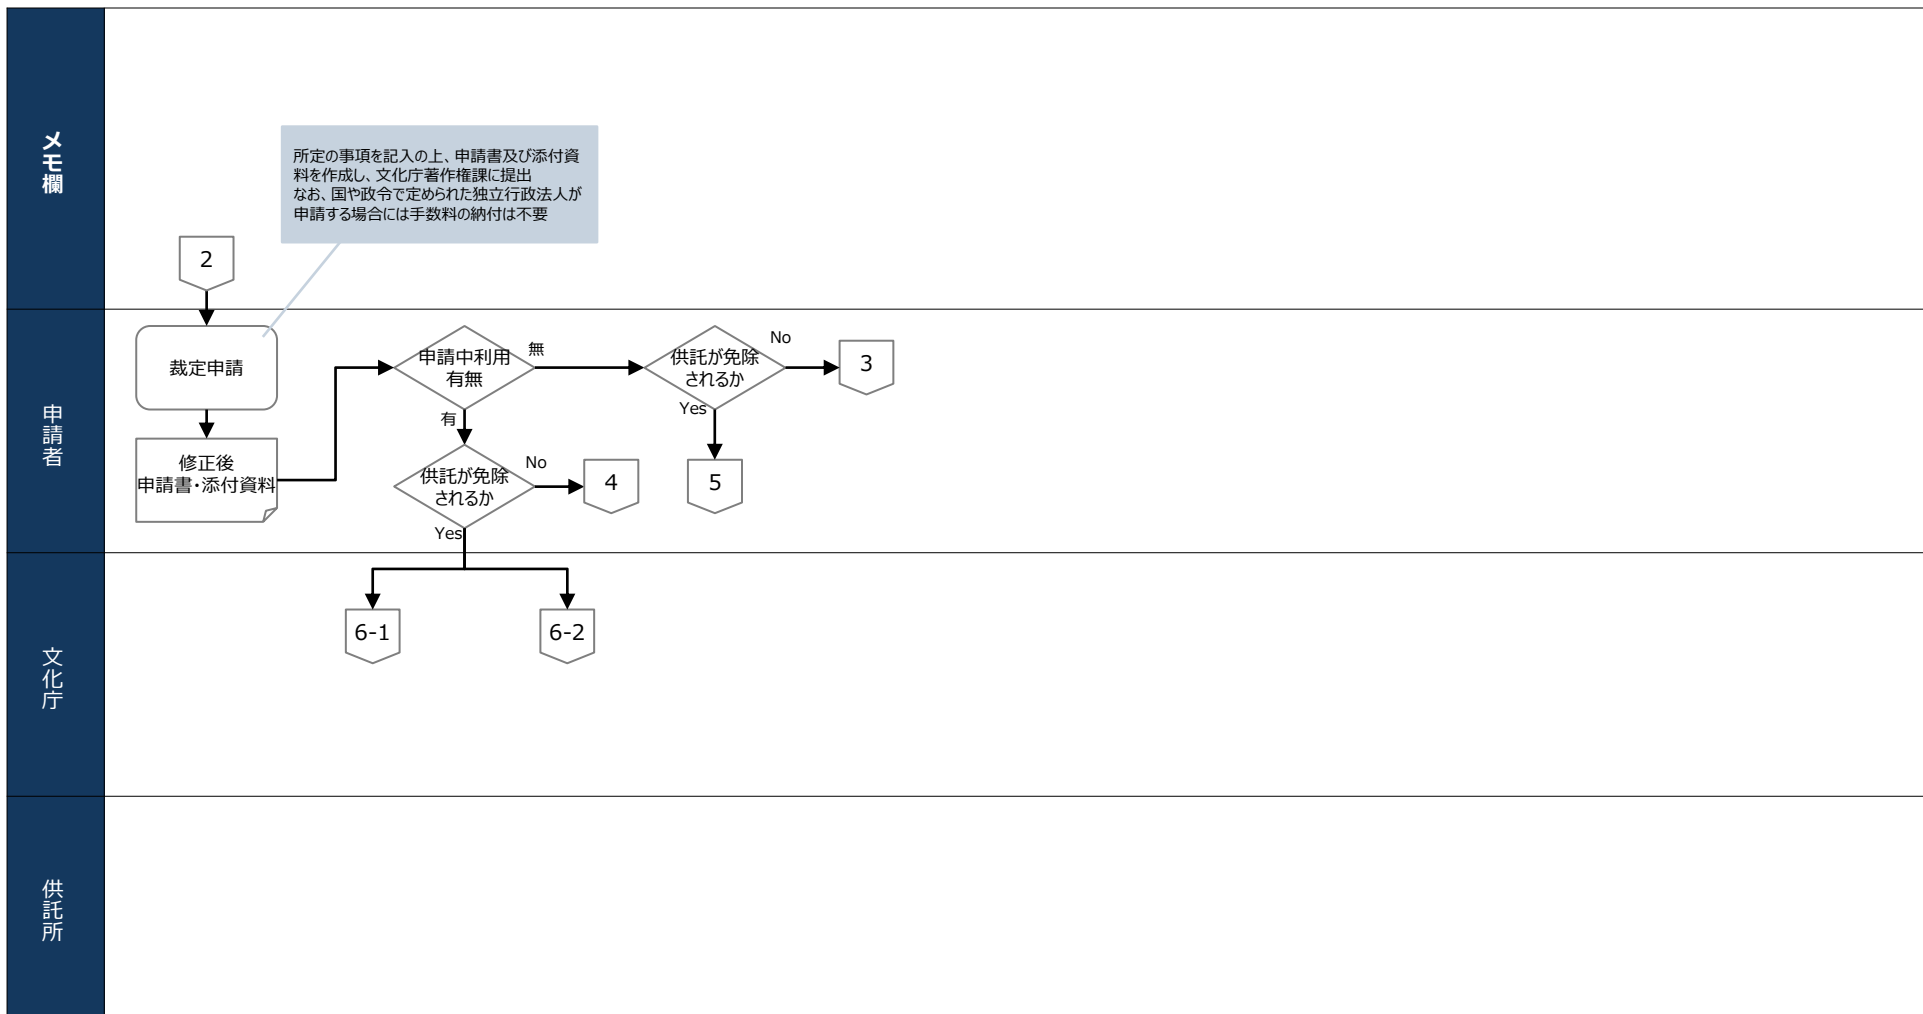 メモ欄
所定の事項を記入の上、申請書及び添付資
料を作成し、文化庁著作権課に提出
なお、国や政令で定められた独立行政法人が
申請する場合には手数料の納付は不要
2
申請者
裁定申請
修正後
申請書・添付資料
申請中利用
有無
無
有
供託が免除
されるか
No
3
Yes
5
供託が免除
されるか
No
4
Yes
文化庁
6-1
6-2
供託所